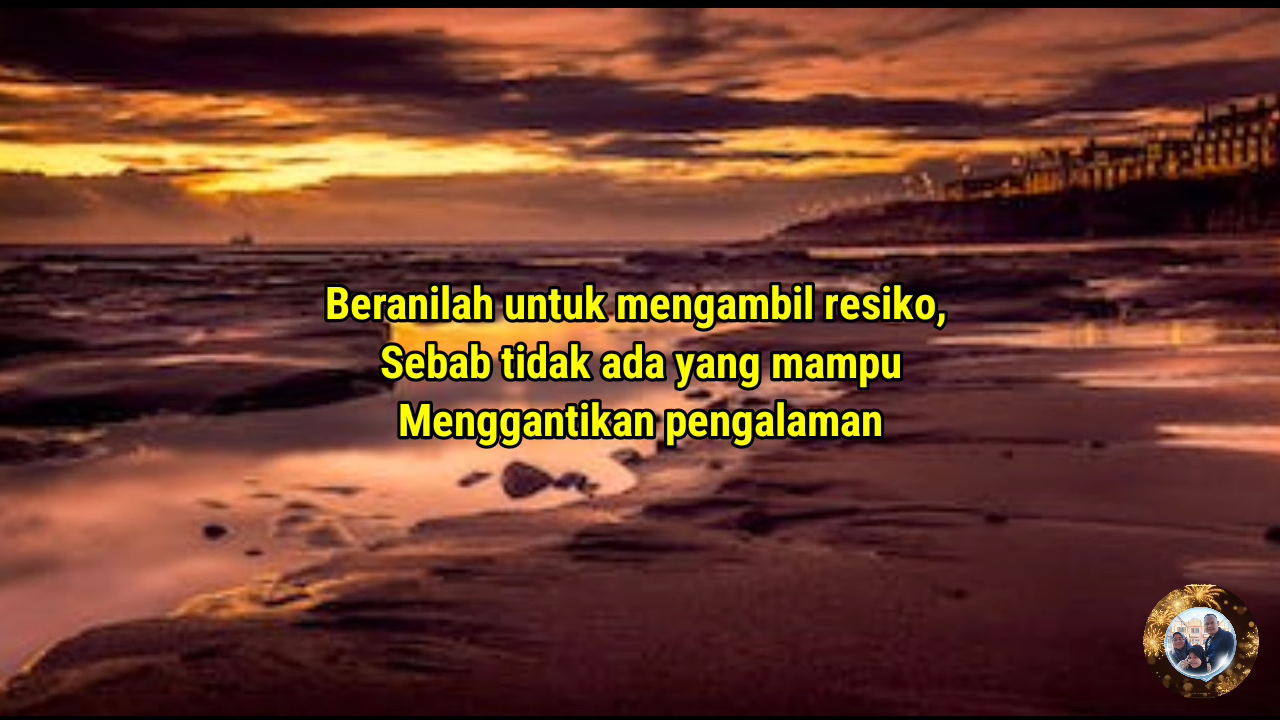 Beranilah untuk mengambil resiko,
Sebab tidak ada yang mampu
Menggantikan pengalaman